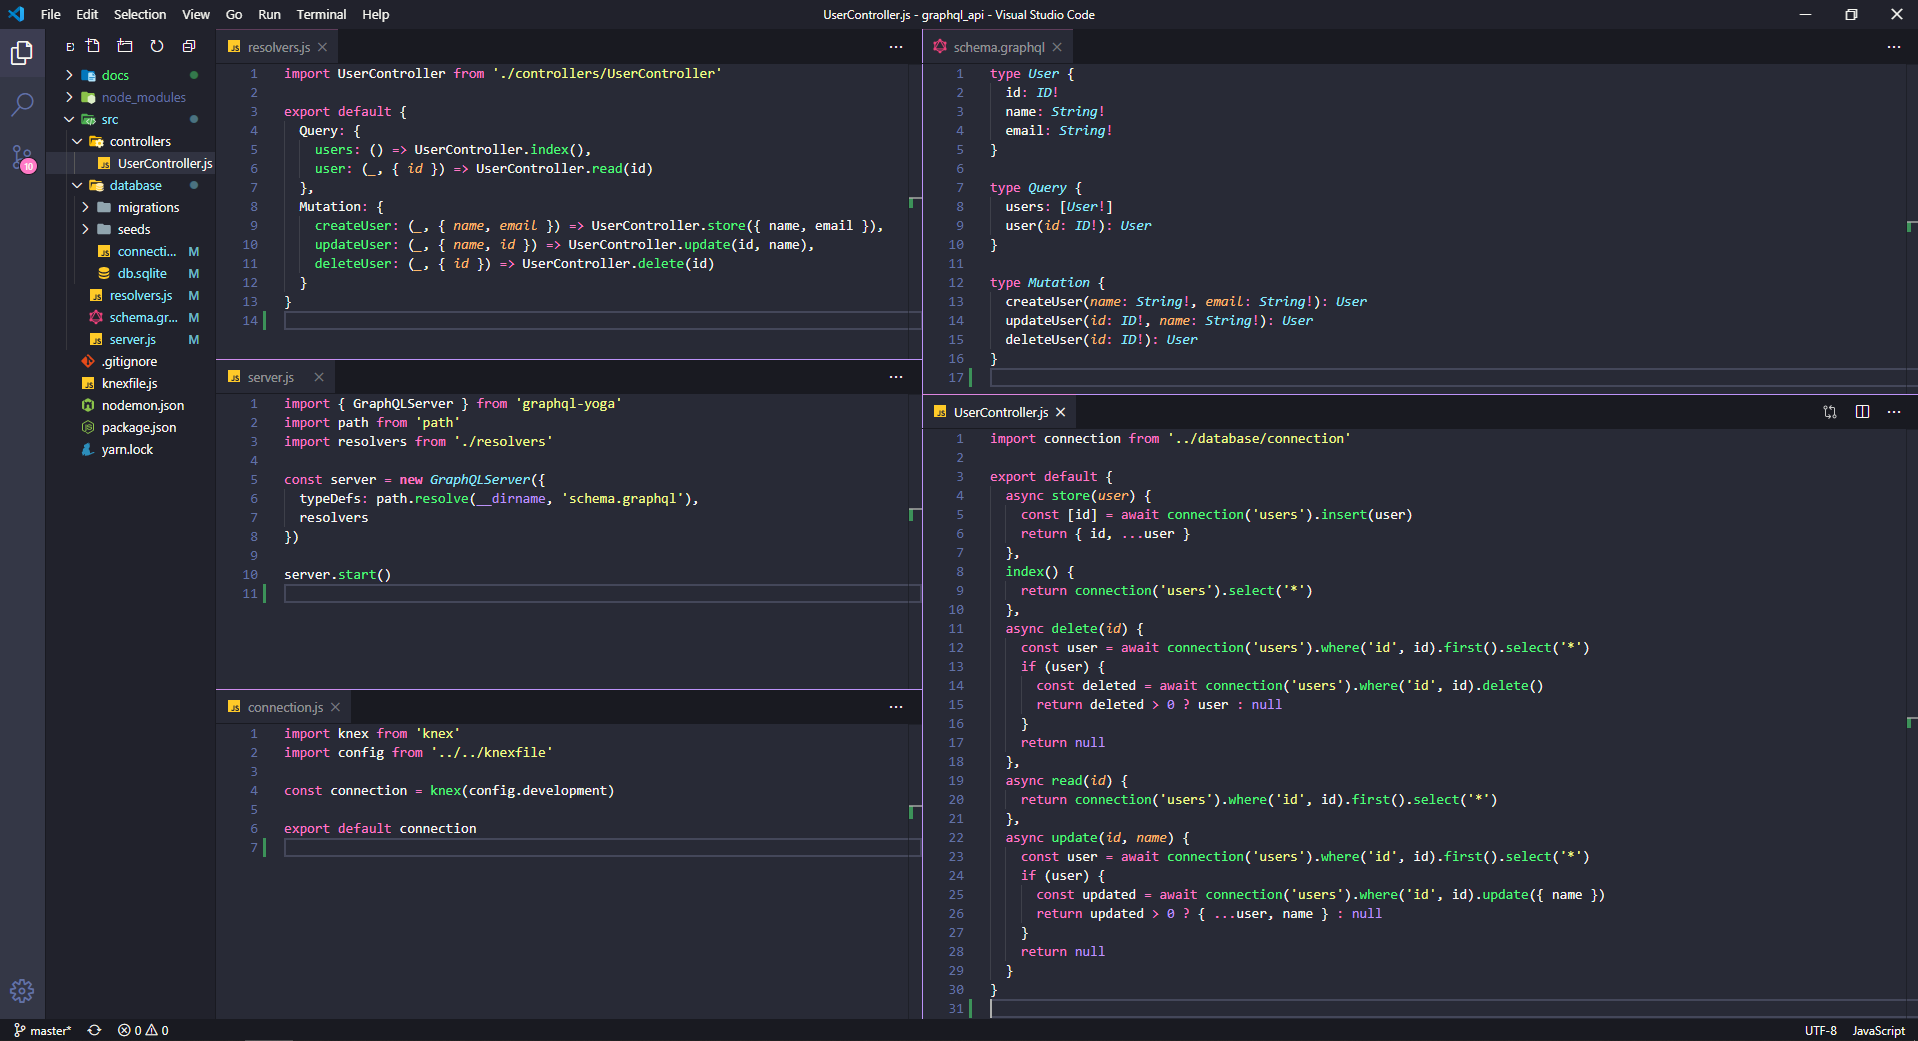 File Edit Selection View Go Run Terminal Help
UserController.js - graphql_api - Visual Studio Code
docs
node_modules
src
controllers
UserController.js
database
migrations
seeds
connecti... M
db.sqlite M
resolvers.js M
schema.gr... M
server.js M
.gitignore
knexfile.js
nodemon.json
package.json
yarn.lock
10
resolvers.js
1 import UserController from './controllers/UserController'
2
3 export default {
4 Query: {
5 users: () => UserController.index(),
6 user: (_, { id }) => UserController.read(id)
7 },
8 Mutation: {
9 createUser: (_, { name, email }) => UserController.store({ name, email }),
10 updateUser: (_, { name, id }) => UserController.update(id, name),
11 deleteUser: (_, { id }) => UserController.delete(id)
12 }
13 }
14
server.js
1 import { GraphQLServer } from 'graphql-yoga'
2 import path from 'path'
3 import resolvers from './resolvers'
4
5 const server = new GraphQLServer({
6 typeDefs: path.resolve(__dirname, 'schema.graphql'),
7 resolvers
8 })
9
10 server.start()
11
connection.js
1 import knex from 'knex'
2 import config from '../../knexfile'
3
4 const connection = knex(config.development)
5
6 export default connection
7
schema.graphql
1 type User {
2 id: ID!
3 name: String!
4 email: String!
5 }
6
7 type Query {
8 users: [User!]
9 user(id: ID!): User
10 }
11
12 type Mutation {
13 createUser(name: String!, email: String!): User
14 updateUser(id: ID!, name: String!): User
15 deleteUser(id: ID!): User
16 }
17
UserController.js
1 import connection from '../database/connection'
2
3 export default {
4 async store(user) {
5 const [id] = await connection('users').insert(user)
6 return { id, ...user }
7 },
8 index() {
9 return connection('users').select('*')
10 },
11 async delete(id) {
12 const user = await connection('users').where('id', id).first().select('*')
13 if (user) {
14 const deleted = await connection('users').where('id', id).delete()
15 return deleted > 0 ? user : null
16 }
17 return null
18 },
19 async read(id) {
20 return connection('users').where('id', id).first().select('*')
21 },
22 async update(id, name) {
23 const user = await connection('users').where('id', id).first().select('*')
24 if (user) {
25 const updated = await connection('users').where('id', id).update({ name })
26 return updated > 0 ? { ...user, name } : null
27 }
28 return null
29 }
30 }
31
master* 0 0
UTF-8 JavaScript